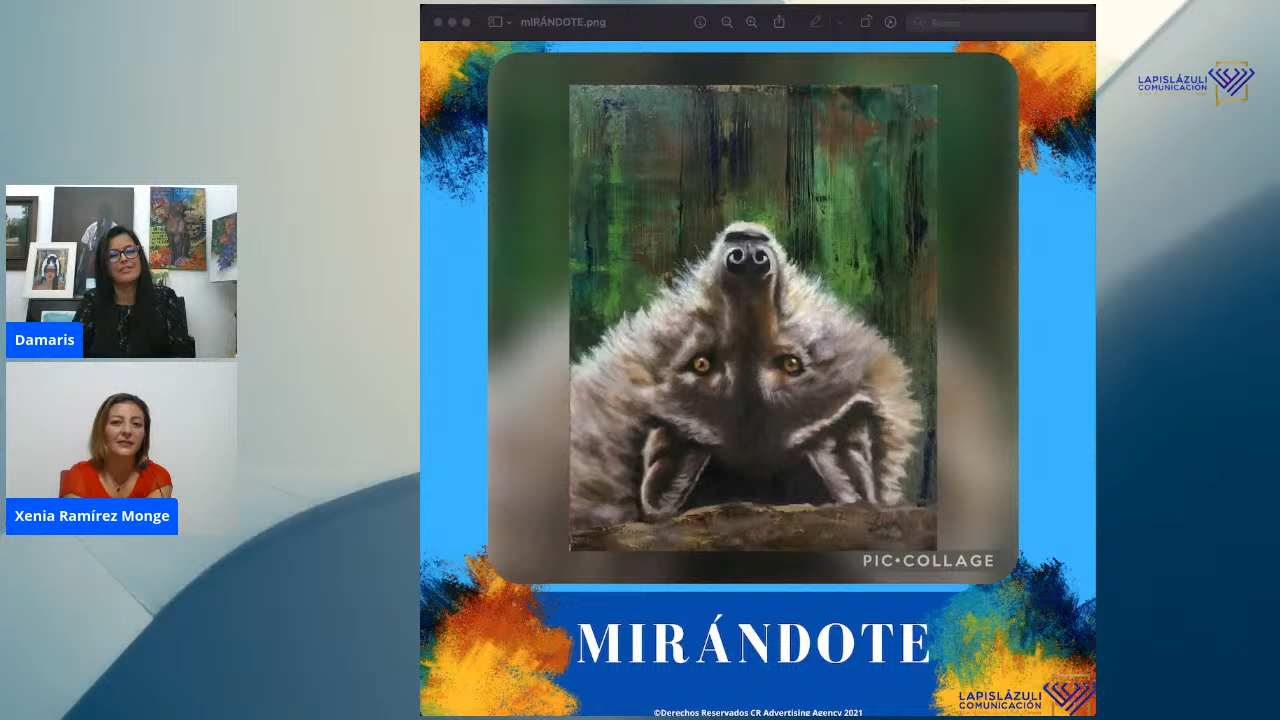 mIRÁNDOTE.png
Buscar
LAPISLÁZULI
COMUNICACIÓN
Damaris
Xenia Ramírez Monge
PIC•COLLAGE
MIRÁNDOTE
LAPISLÁZULI
COMUNICACIÓN
©Derechos Reservados CR Advertising Agency 2021